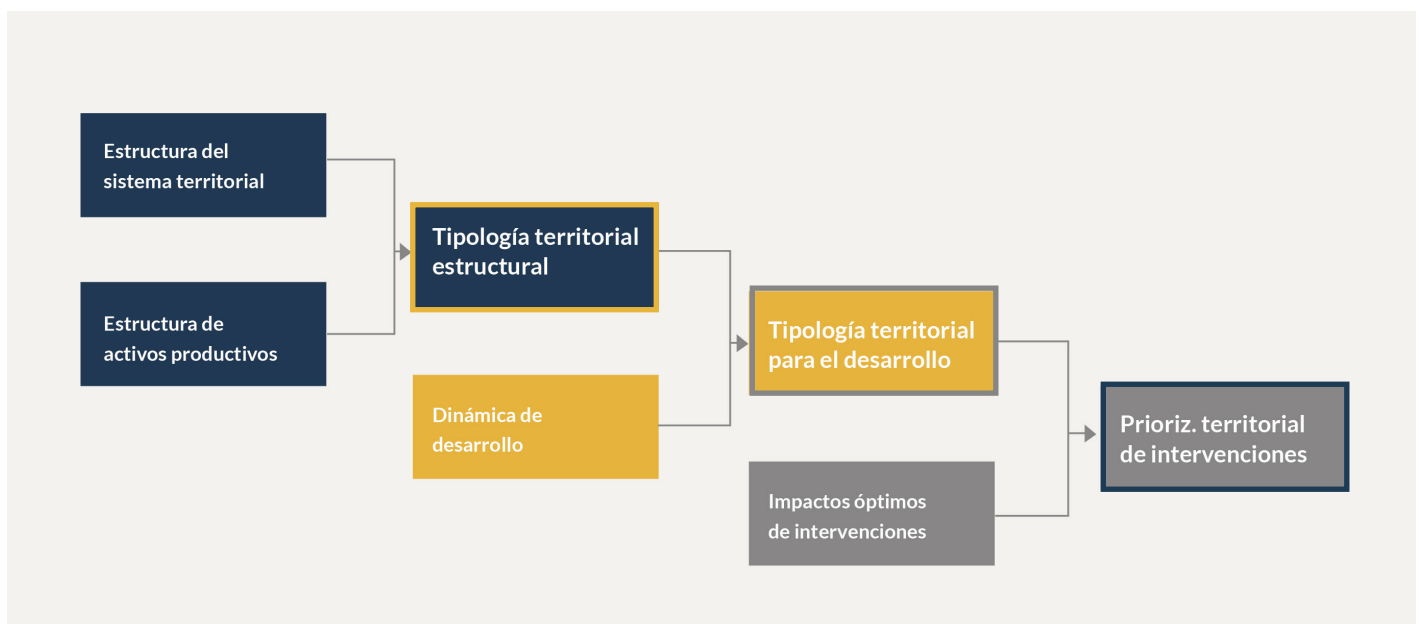 Estructura del
sistema territorial
Estructura de
activos productivos
Tipología territorial
estructural
Dinámica de
desarrollo
Tipología territorial
para el desarrollo
Impactos óptimos
de intervenciones
Prioriz. territorial
de intervenciones